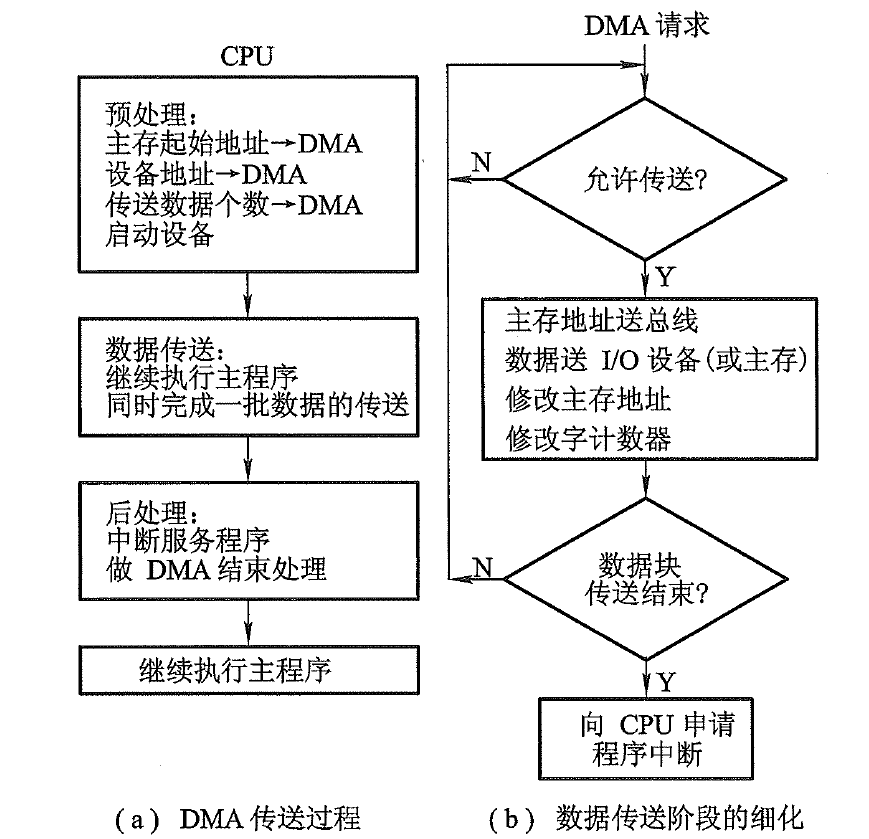 CPU
预处理：
主存起始地址→DMA
设备地址→DMA
传送数据个数→DMA
启动设备
数据传送：
继续执行主程序
同时完成一批数据的传送
后处理：
中断服务程序
做 DMA 结束处理
继续执行主程序
(a) DMA 传送过程
DMA 请求
允许传送？
N
Y
主存地址送总线
数据送 I/O 设备(或主存)
修改主存地址
修改字计数器
数据块
传送结束？
N
Y
向 CPU 申请
程序中断
(b) 数据传送阶段的细化